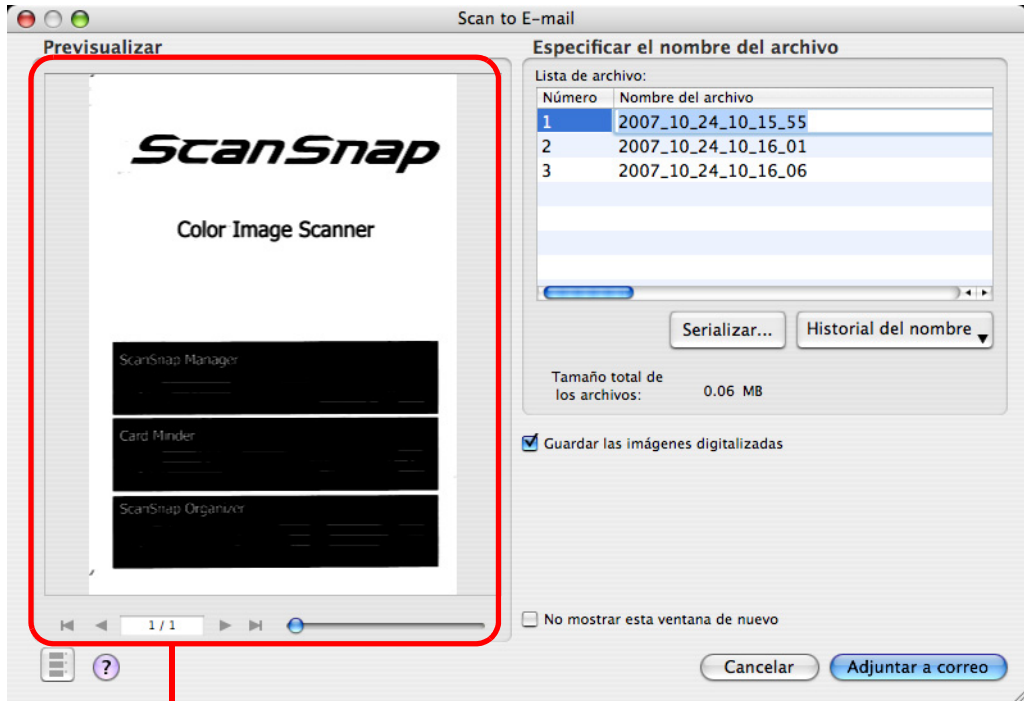 Scan to E-mail
Previsualizar
ScanSnap
Color Image Scanner
ScanSnap Manager
Card Minder
ScanSnap Organizer
1 / 1
?
Especificar el nombre del archivo
Lista de archivo:
Número Nombre del archivo
1 2007_10_24_10_15_55
2 2007_10_24_10_16_01
3 2007_10_24_10_16_06
Serializar... Historial del nombre
Tamaño total de
los archivos: 0.06 MB
Guardar las imágenes digitalizadas
No mostrar esta ventana de nuevo
Cancelar Adjuntar a correo